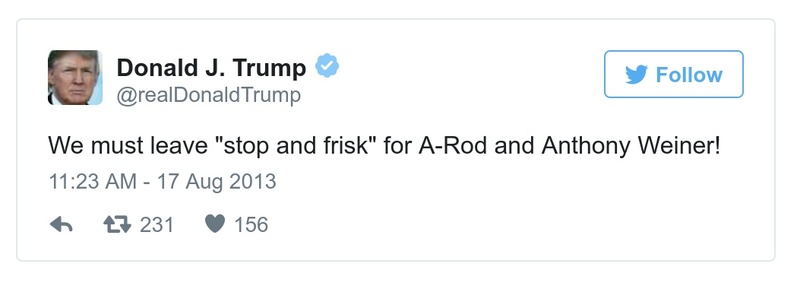 Donald J. Trump
@realDonaldTrump
Follow
We must leave "stop and frisk" for A-Rod and Anthony Weiner!
11:23 AM - 17 Aug 2013
231 156